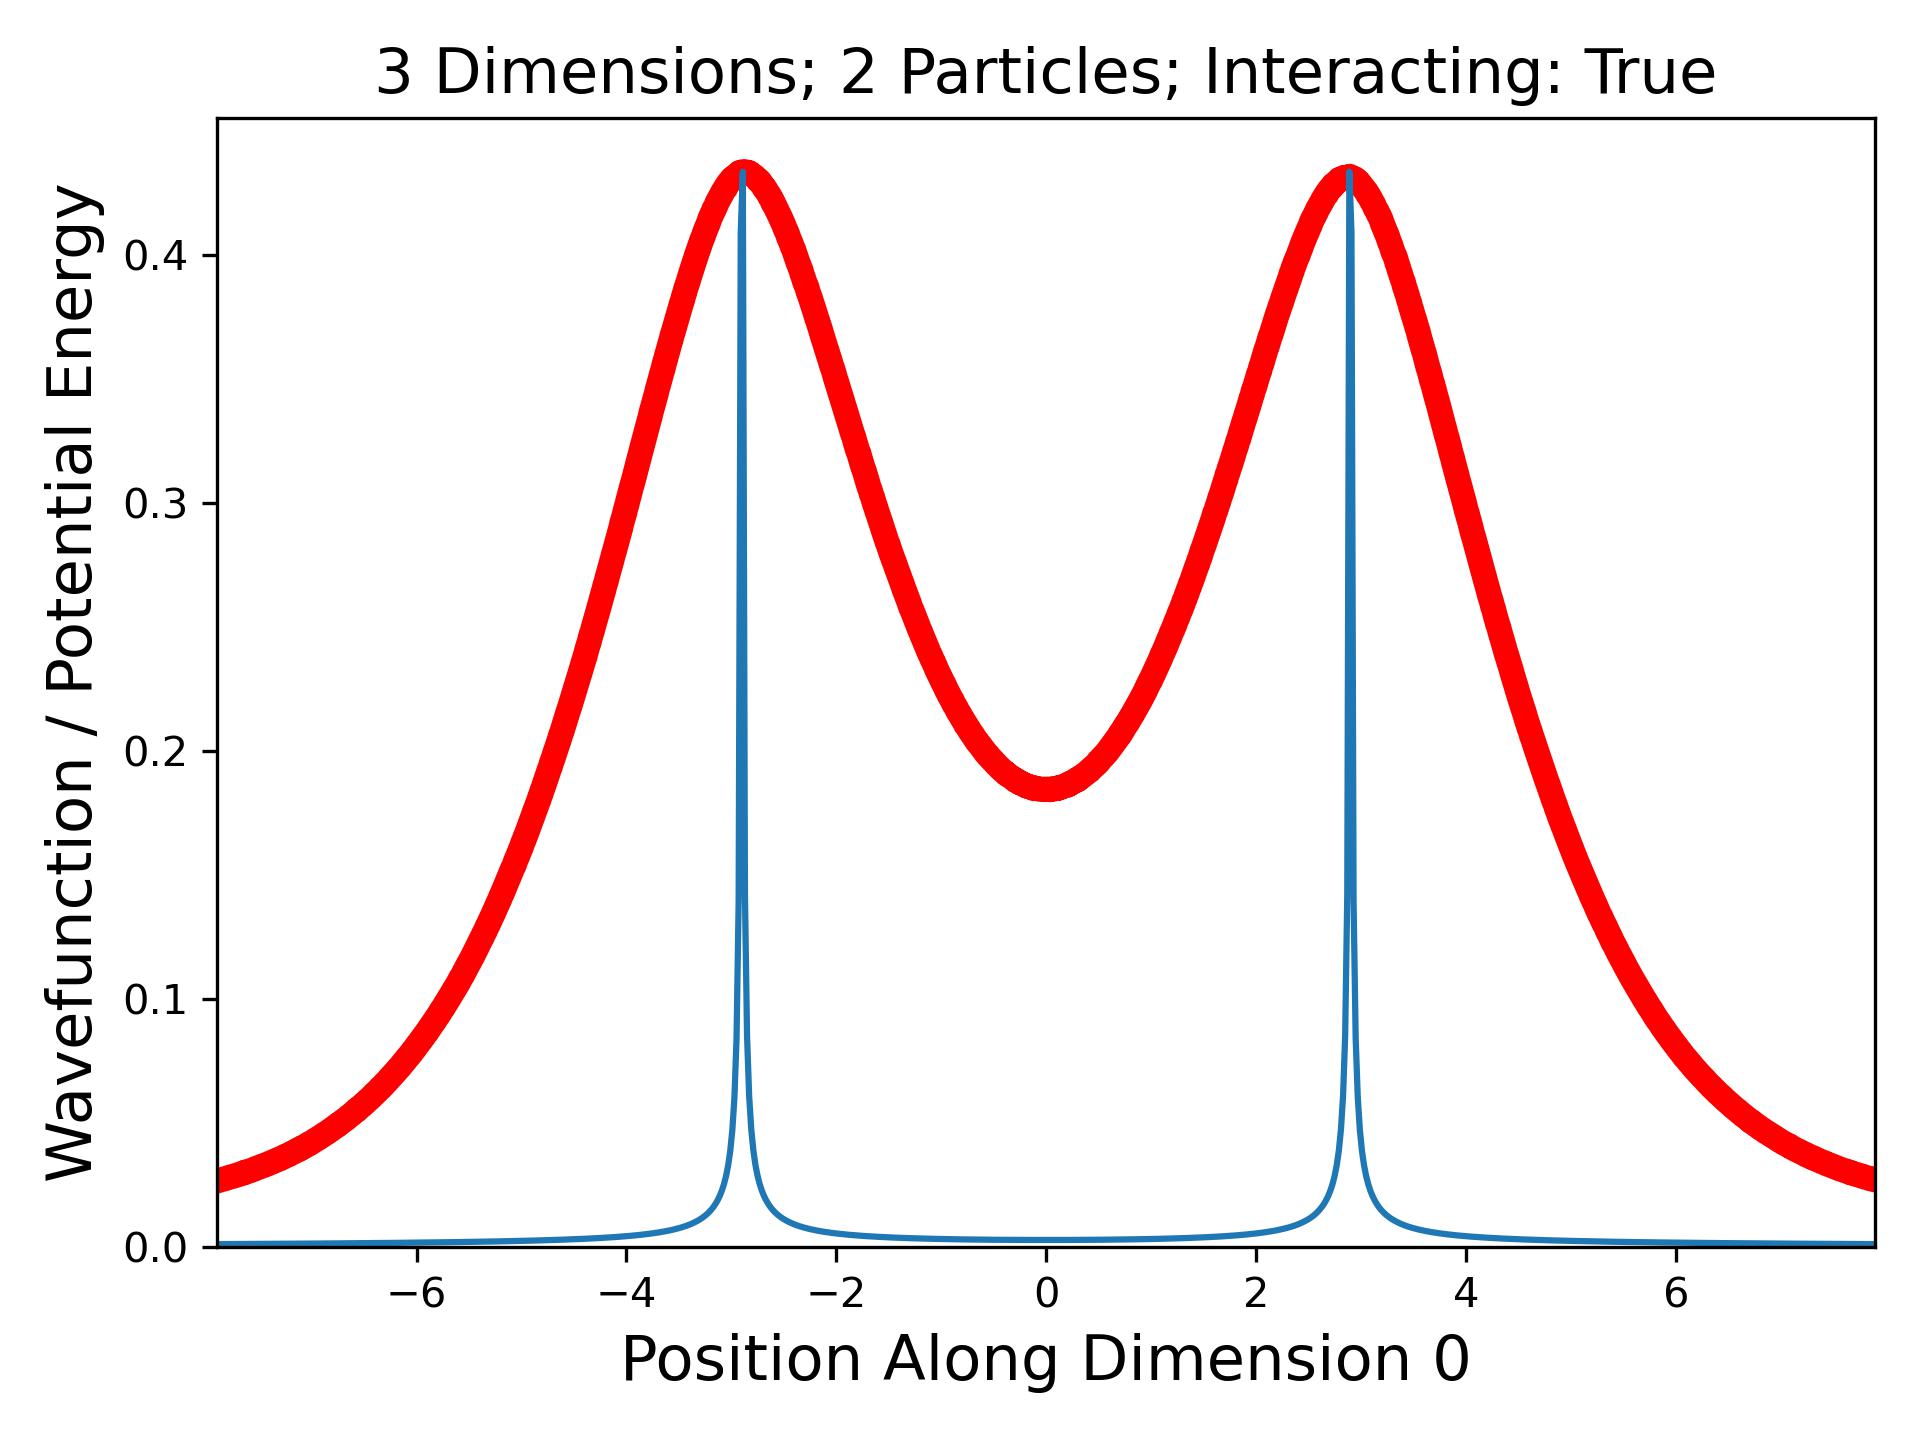 3 Dimensions; 2 Particles; Interacting: True
Wavefunction / Potential Energy
0.4
0.3
0.2
0.1
0.0
−6 −4 −2 0 2 4 6
Position Along Dimension 0